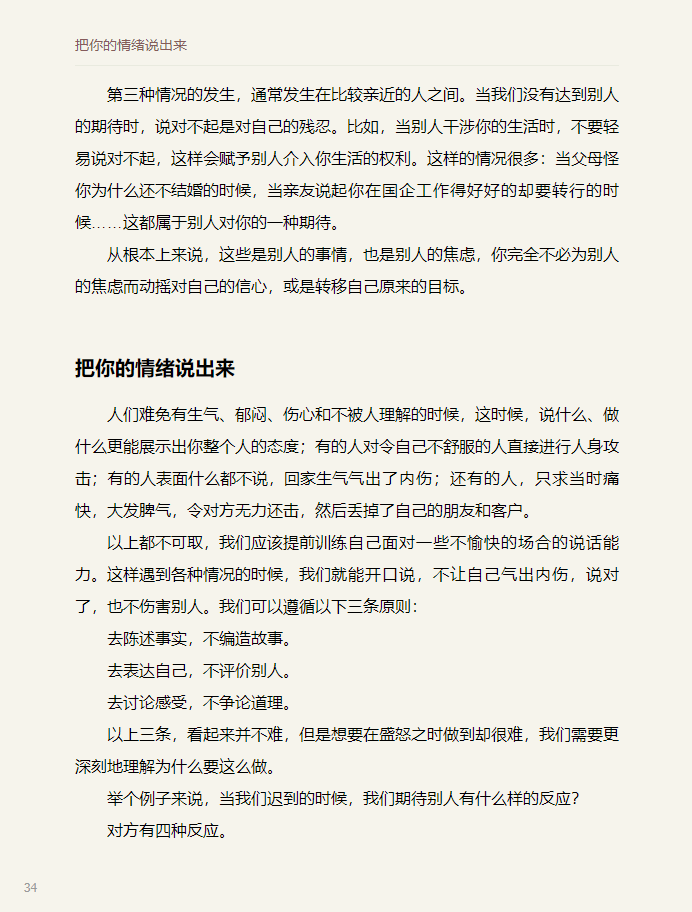 把你的情绪说出来
第三种情况的发生，通常发生在比较亲近的人之间。当我们没有达到别人
的期待时，说对不起是对自己的残忍。比如，当别人干涉你的生活时，不要轻
易说对不起，这样会赋予别人介入你生活的权利。这样的情况很多：当父母怪
你为什么还不结婚的时候，当亲友说起你在国企工作得好好的却要转行的时
候……这都属于别人对你的一种期待。
从根本上来说，这些是别人的事情，也是别人的焦虑，你完全不必为别人
的焦虑而动摇对自己的信心，或是转移自己原来的目标。
把你的情绪说出来
人们难免有生气、郁闷、伤心和不被人理解的时候，这时候，说什么、做
什么更能展示出你整个人的态度；有的人对令自己不舒服的人直接进行人身攻
击；有的人表面什么都不说，回家生气气出了内伤；还有的人，只求当时痛
快，大发脾气，令对方无力还击，然后丢掉了自己的朋友和客户。
以上都不可取，我们应该提前训练自己面对一些不愉快的场合的说话能
力。这样遇到各种情况的时候，我们就能开口说，不让自己气出内伤，说对
了，也不伤害别人。我们可以遵循以下三条原则：
去陈述事实，不编造故事。
去表达自己，不评价别人。
去讨论感受，不争论道理。
以上三条，看起来并不难，但是想要在盛怒之时做到却很难，我们需要更
深刻地理解为什么要这么做。
举个例子来说，当我们迟到的时候，我们期待别人有什么样的反应？
对方有四种反应。
34